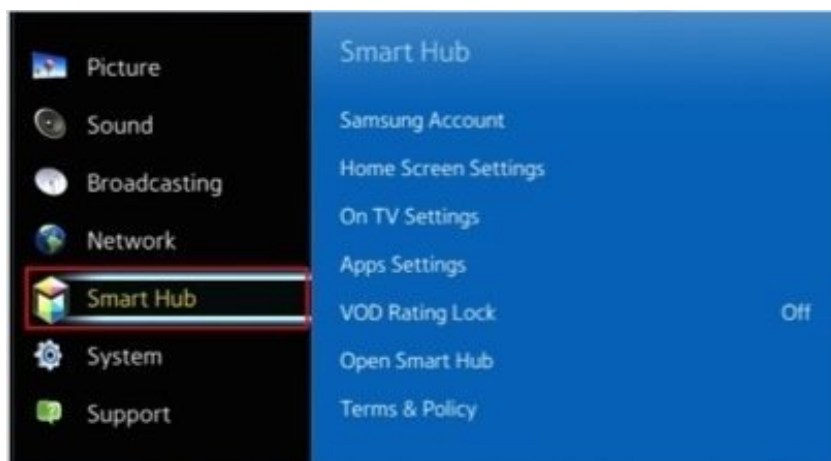 Picture
Sound
Broadcasting
Network
Smart Hub
System
Support
Smart Hub
Samsung Account
Home Screen Settings
On TV Settings
Apps Settings
VOD Rating Lock Off
Open Smart Hub
Terms & Policy